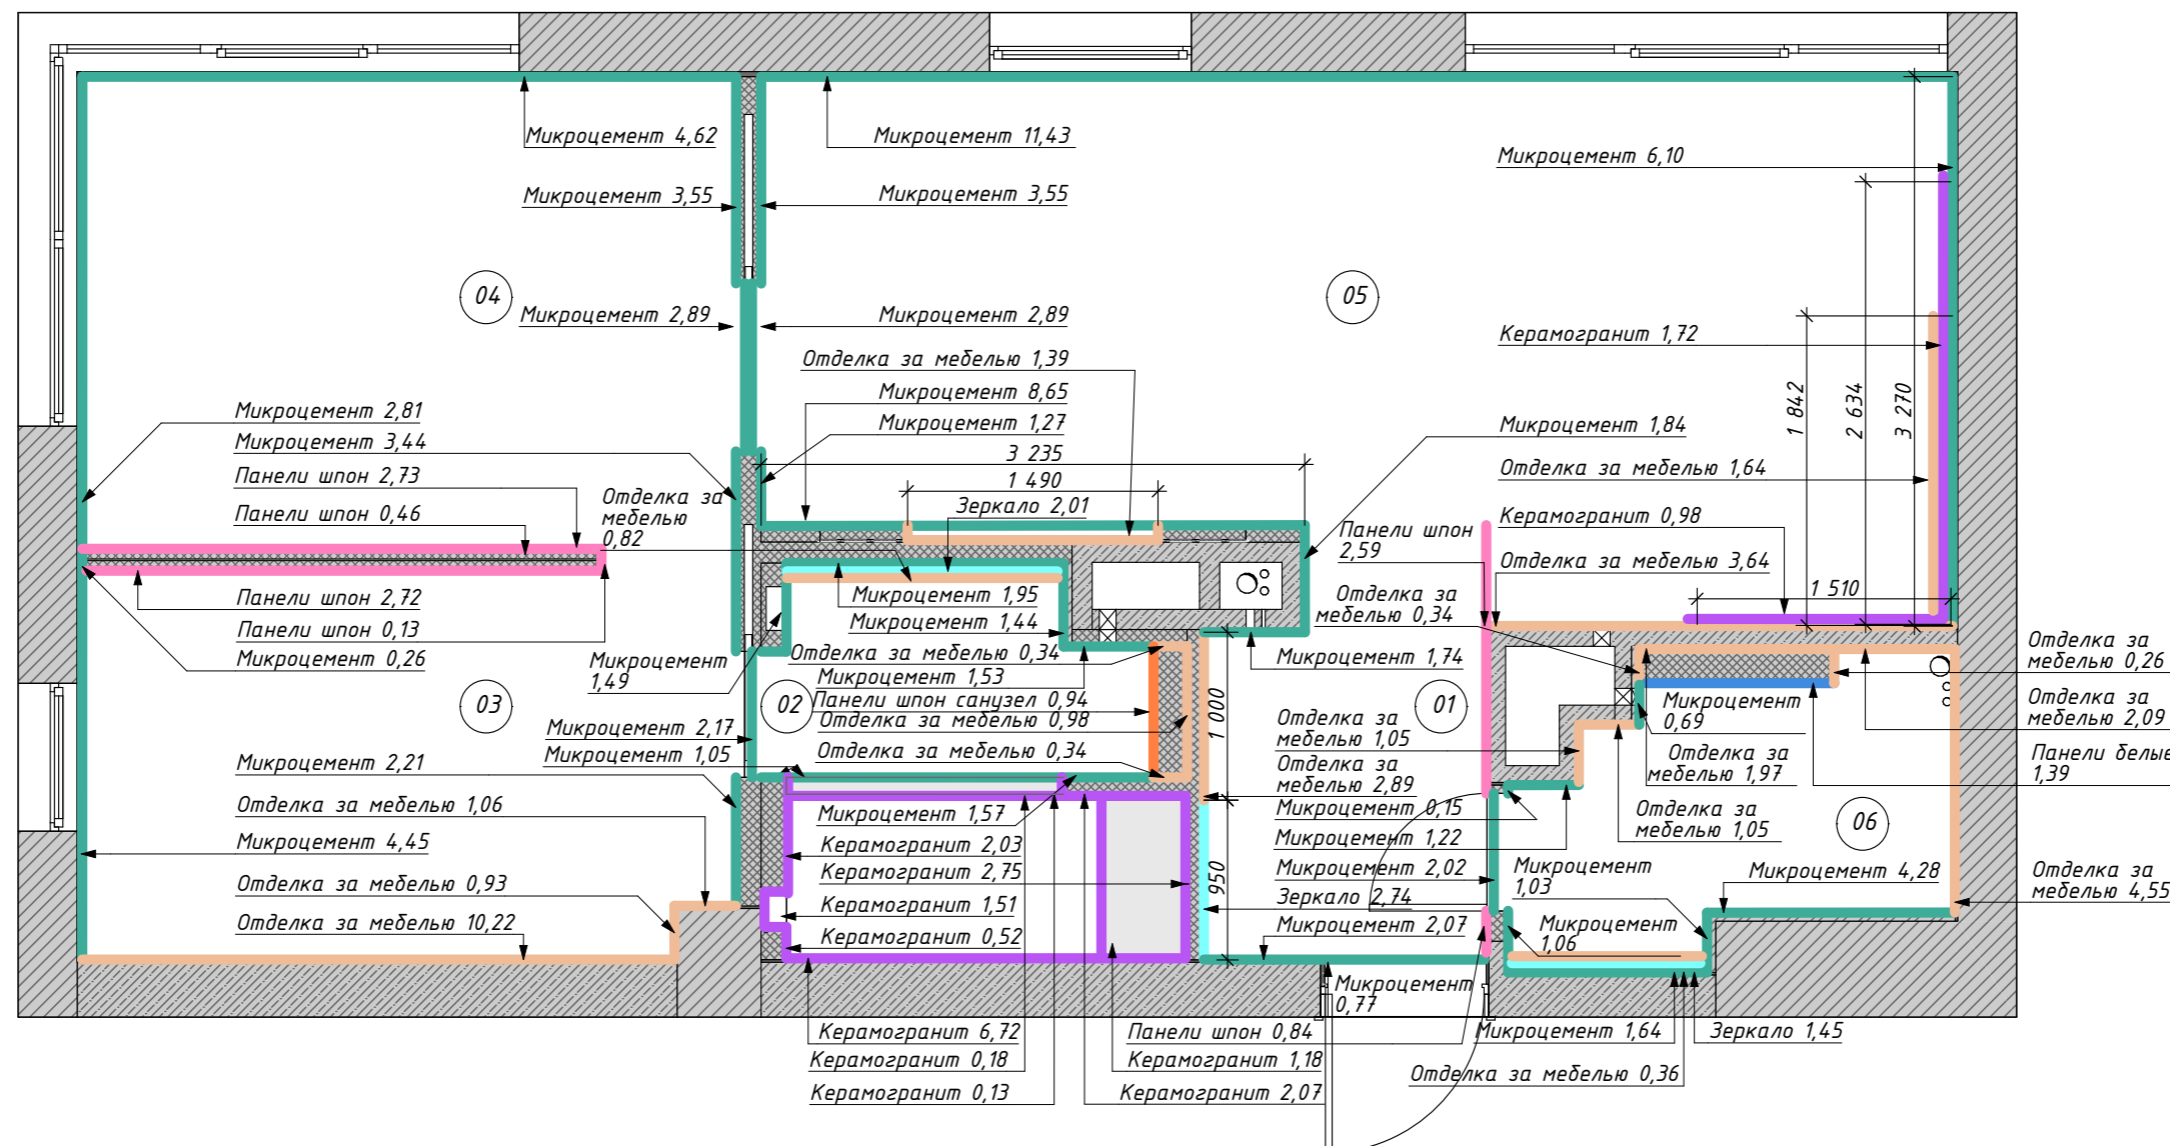 Микроцемент 4,62
Микроцемент 11,43
Микроцемент 6,10
Микроцемент 3,55
Микроцемент 3,55
04
05
Микроцемент 2,89
Микроцемент 2,89
Керамогранит 1,72
1 842
2 634
3 270
Отделка за мебелью 1,39
Микроцемент 8,65
Микроцемент 1,27
3 235
1 490
Зеркало 2,01
Микроцемент 1,84
Отделка за мебелью 1,64
Керамогранит 0,98
Отделка за мебелью 3,64
1 510
Микроцемент 2,81
Микроцемент 3,44
Панели шпон 2,73
Панели шпон 0,46
Отделка за
мебелью
0,82
Панели шпон
2,59
Отделка за
мебелью 0,34
Панели шпон 2,72
Панели шпон 0,13
Микроцемент 0,26
Микроцемент
1,49
Микроцемент 1,95
Микроцемент 1,44
Отделка за мебелью 0,34
Микроцемент 1,53
Панели шпон санузел 0,94
Отделка за мебелью 0,98
Отделка за мебелью 0,34
Микроцемент 1,74
1 000
950
03
02
01
06
Микроцемент 2,17
Микроцемент 1,05
Микроцемент 2,21
Отделка за мебелью 1,06
Микроцемент 4,45
Отделка за мебелью 0,93
Отделка за мебелью 10,22
Микроцемент 1,57
Керамогранит 2,03
Керамогранит 2,75
Керамогранит 1,51
Керамогранит 0,52
Отделка за
мебелью 1,05
Отделка за
мебелью 2,89
Микроцемент 0,15
Микроцемент 1,22
Микроцемент 2,02
Зеркало 2,74
Микроцемент 2,07
Микроцемент
0,69
Отделка за
мебелью 1,97
Отделка за
мебелью 1,05
Отделка за
мебелью 0,26
Отделка за
мебелью 2,09
Панели белые
1,39
Микроцемент
1,03
Микроцемент 4,28
Отделка за
мебелью 4,55
Микроцемент
1,06
Микроцемент
0,77
Керамогранит 6,72
Керамогранит 0,18
Керамогранит 0,13
Панели шпон 0,84
Керамогранит 1,18
Керамогранит 2,07
Микроцемент 1,64
Зеркало 1,45
Отделка за мебелью 0,36